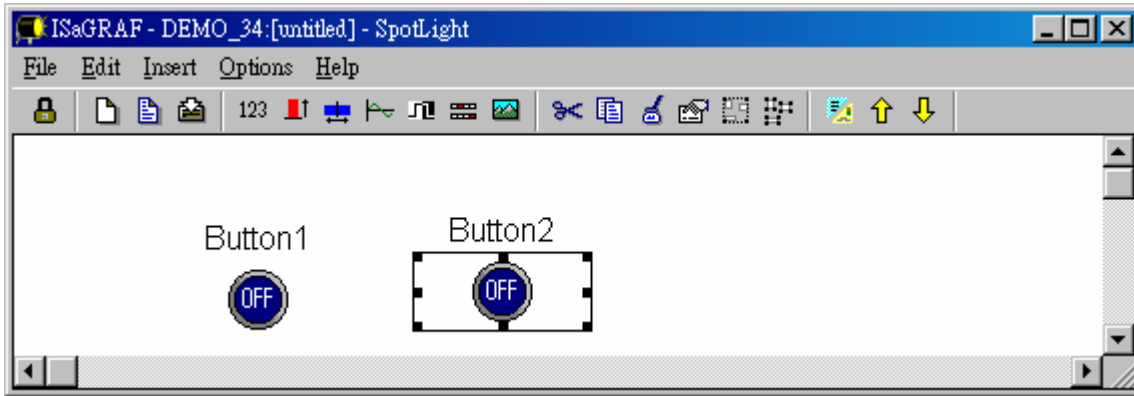 ISaGRAF - DEMO_34:[untitled] - SpotLight
File Edit Insert Options Help
123
Button1 Button2
OFF OFF